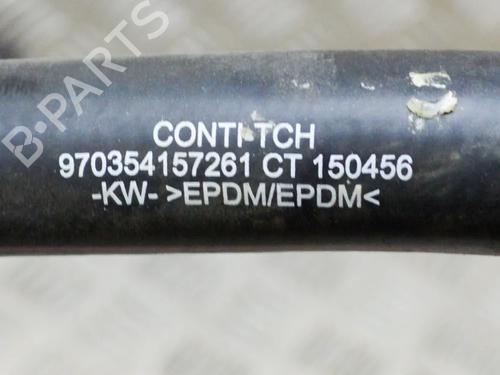 B-PARTS
CONTI TCH
970354157261 CT 150456
-KW- >EPDM/EPDM<